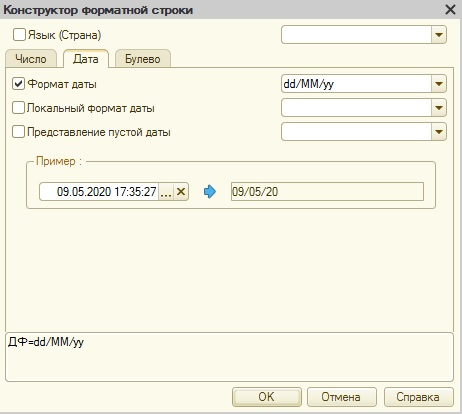 Конструктор форматной строки
Язык (Страна)
Число Дата Булево
Формат даты dd/MM/yy
Локальный формат даты
Представление пустой даты
Пример :
09.05.2020 17:35:27 ... 09/05/20
ДФ=dd/MM/yy
OK Отмена Справка